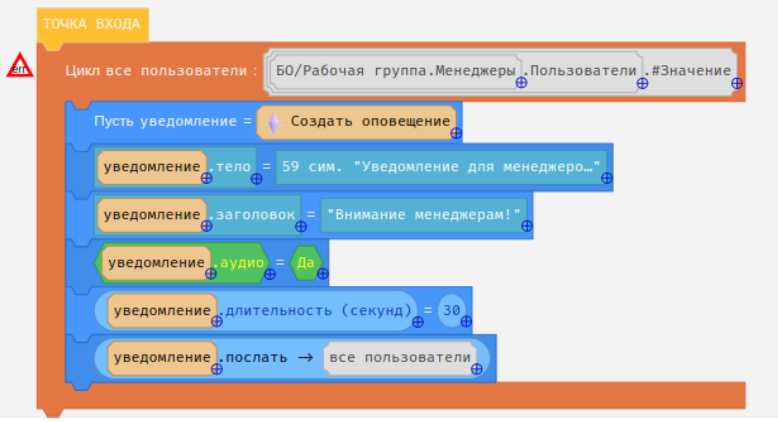 ТОЧКА ВХОДА
err Цикл все пользователи : БО/Рабочая группа.Менеджеры .Пользователи .#Значение
Пусть уведомление = Создать оповещение
уведомление .тело = 59 сим. "Уведомление для менеджеро…"
уведомление .заголовок = "Внимание менеджерам!"
уведомление .аудио = Да
уведомление .длительность (секунд) = 30
уведомление .послать → все пользователи